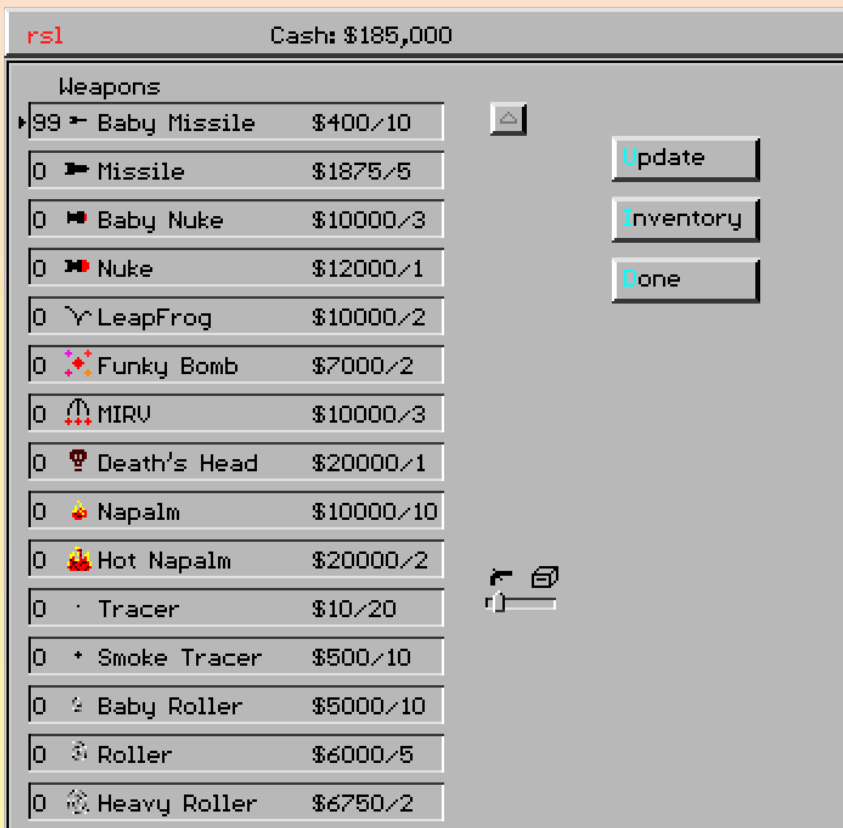 rsl Cash: $185,000
Weapons
99 Baby Missile $400/10
0 Missile $1875/5
Update
0 Baby Nuke $10000/3
Inventory
0 Nuke $12000/1
Done
0 LeapFrog $10000/2
0 Funky Bomb $7000/2
0 MIRV $10000/3
0 Death's Head $20000/1
0 Napalm $10000/10
0 Hot Napalm $20000/2
0 Tracer $10/20
0 Smoke Tracer $500/10
0 Baby Roller $5000/10
0 Roller $6000/5
0 Heavy Roller $6750/2